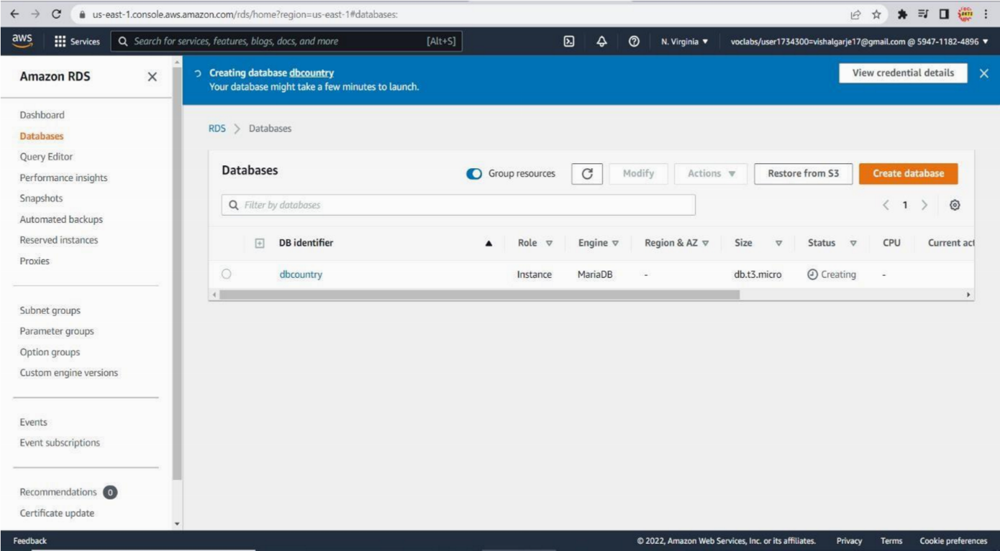 us-east-1.console.aws.amazon.com/rds/home?region=us-east-1#databases:
aws Services Search for services, features, blogs, docs, and more [Alt+S] N. Virginia ▼ voclabs/user1734300=vishalgarje17@gmail.com @ 5947-1182-4896 ▼
Amazon RDS
Dashboard
Databases
Query Editor
Performance insights
Snapshots
Automated backups
Reserved instances
Proxies
Subnet groups
Parameter groups
Option groups
Custom engine versions
Events
Event subscriptions
Recommendations 0
Certificate update
Creating database dbcountry
Your database might take a few minutes to launch.
View credential details
RDS > Databases
Databases Group resources Modify Actions ▼ Restore from S3 Create database
Filter by databases < 1 >
DB identifier ▲ Role Engine Region & AZ Size Status CPU Current act
dbcountry Instance MariaDB - db.t3.micro Creating -
Feedback © 2022, Amazon Web Services, Inc. or its affiliates. Privacy Terms Cookie preferences